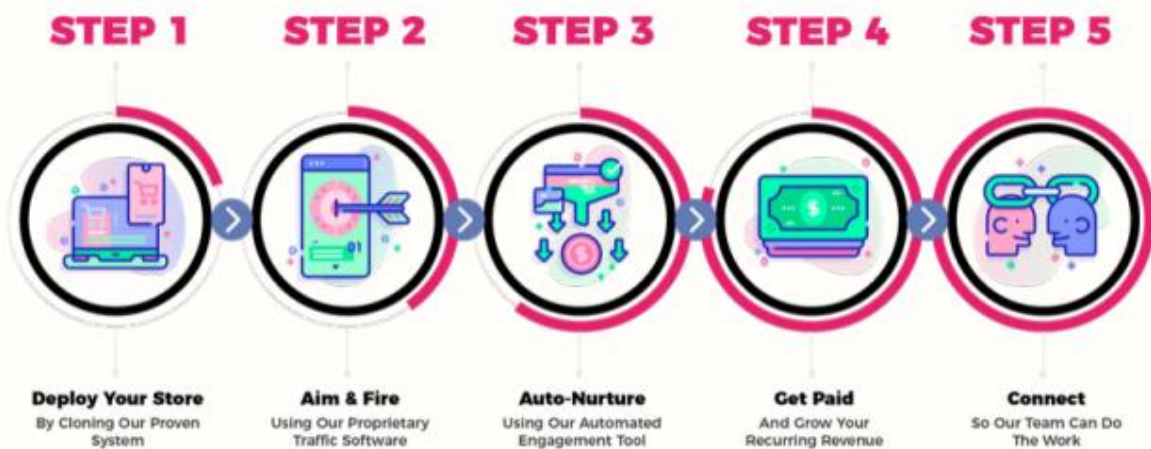 STEP 1
STEP 2
STEP 3
STEP 4
STEP 5
01
Deploy Your Store
By Cloning Our Proven
System
Aim & Fire
Using Our Proprietary
Traffic Software
Auto-Nurture
Using Our Automated
Engagement Tool
Get Paid
And Grow Your
Recurring Revenue
Connect
So Our Team Can Do
The Work